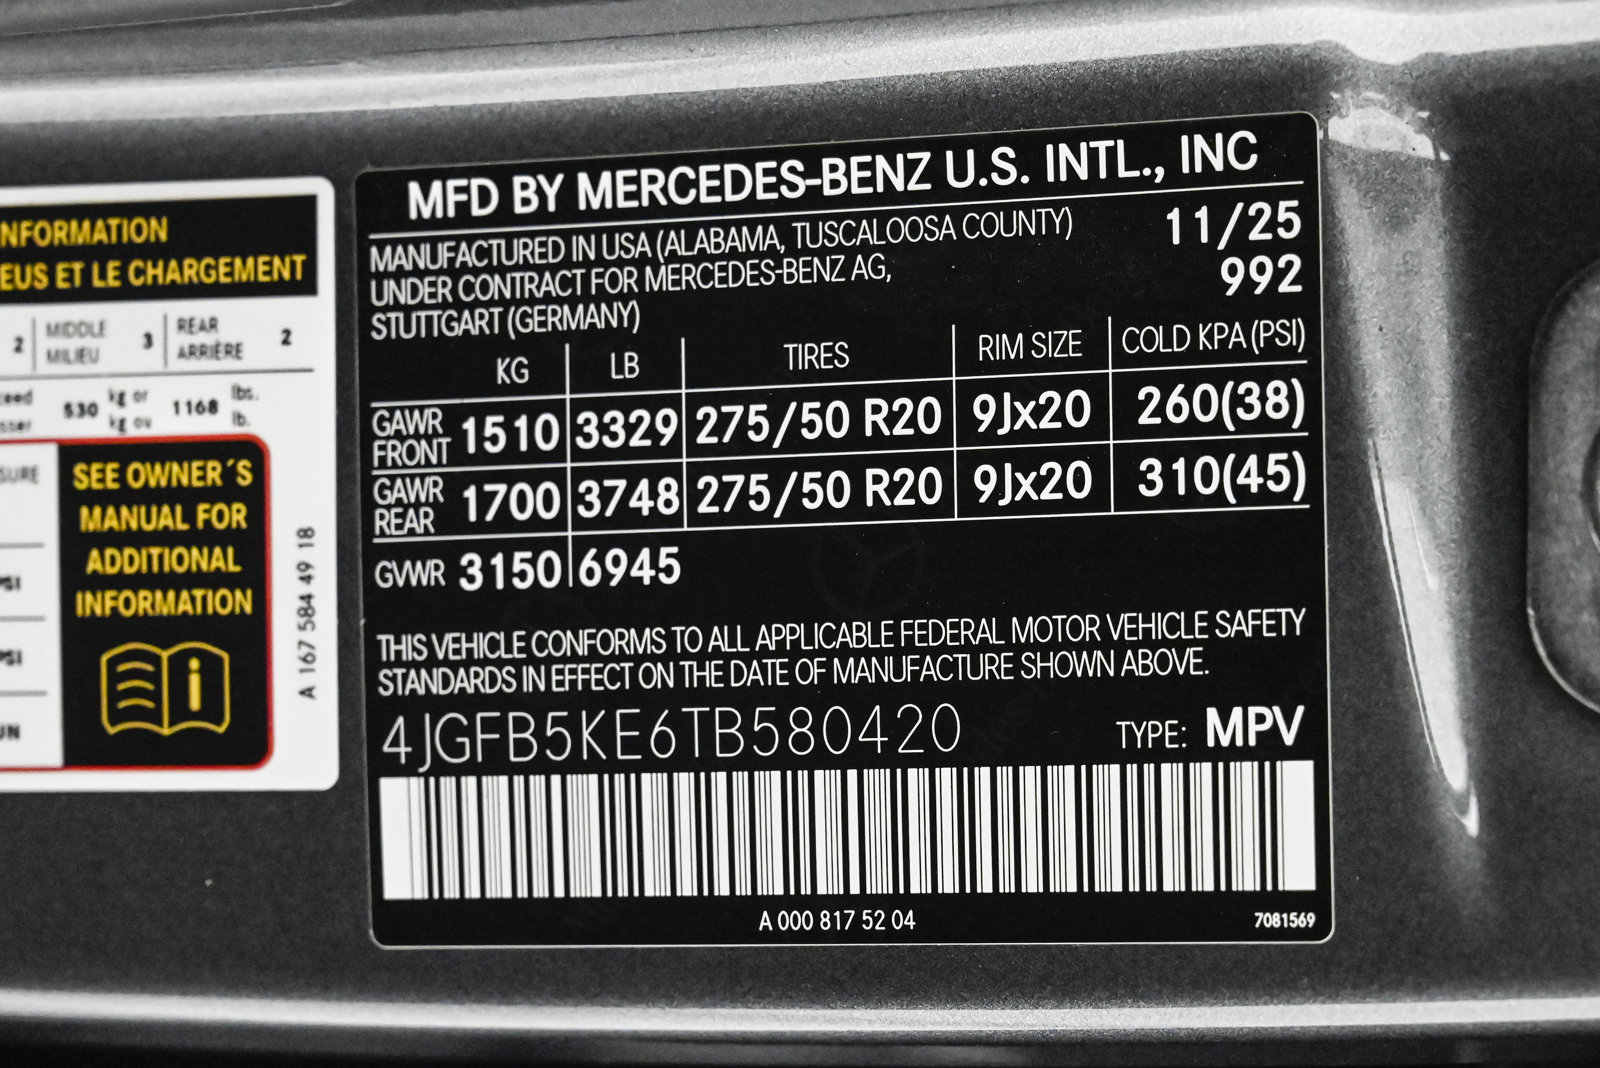 NFORMATION
EUS ET LE CHARGEMENT
2 MIDDLE MILIEU 3 REAR ARRIÈRE 2
530 kg or kg ou 1168 lbs. lb.
SURE
PSI
PSI
UN
SEE OWNER´S
MANUAL FOR
ADDITIONAL
INFORMATION
A 167 584 49 18
MFD BY MERCEDES-BENZ U.S. INTL., INC
MANUFACTURED IN USA (ALABAMA, TUSCALOOSA COUNTY) 11/25
UNDER CONTRACT FOR MERCEDES-BENZ AG, 992
STUTTGART (GERMANY)
KG LB TIRES RIM SIZE COLD KPA (PSI)
GAWR FRONT 1510 3329 275/50 R20 9Jx20 260(38)
GAWR REAR 1700 3748 275/50 R20 9Jx20 310(45)
GVWR 3150 6945
THIS VEHICLE CONFORMS TO ALL APPLICABLE FEDERAL MOTOR VEHICLE SAFETY
STANDARDS IN EFFECT ON THE DATE OF MANUFACTURE SHOWN ABOVE.
4JGFB5KE6TB580420 TYPE: MPV
A 000 817 52 04 7081569